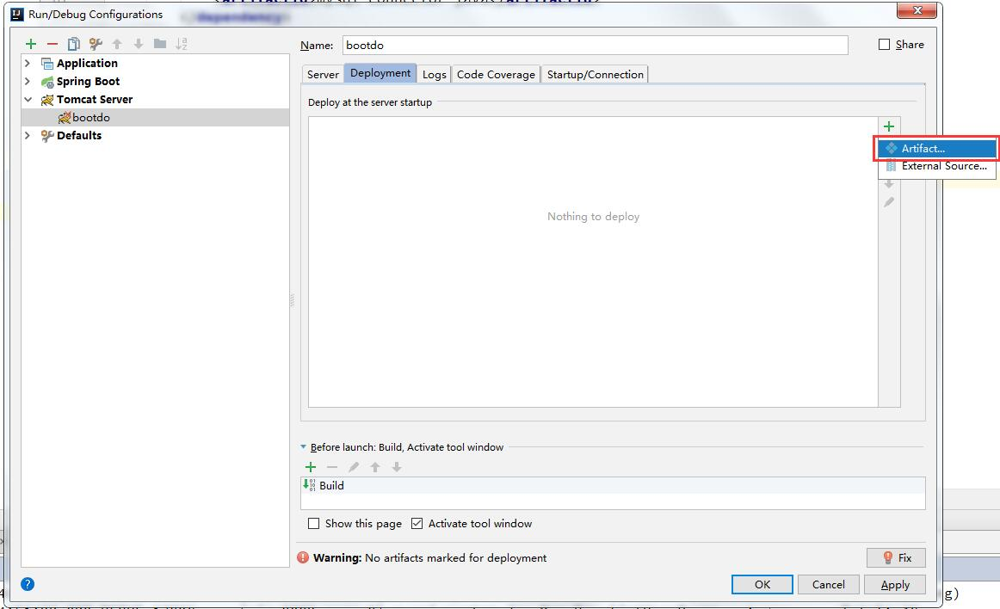 Run/Debug Configurations
</dependency>
Name: bootdo
Share
Application
Spring Boot
Tomcat Server
bootdo
Defaults
Server Deployment Logs Code Coverage Startup/Connection
Deploy at the server startup
Artifact...
External Source...
Nothing to deploy
Before launch: Build, Activate tool window
Build
Show this page Activate tool window
Warning: No artifacts marked for deployment
Fix
OK Cancel Apply
g)